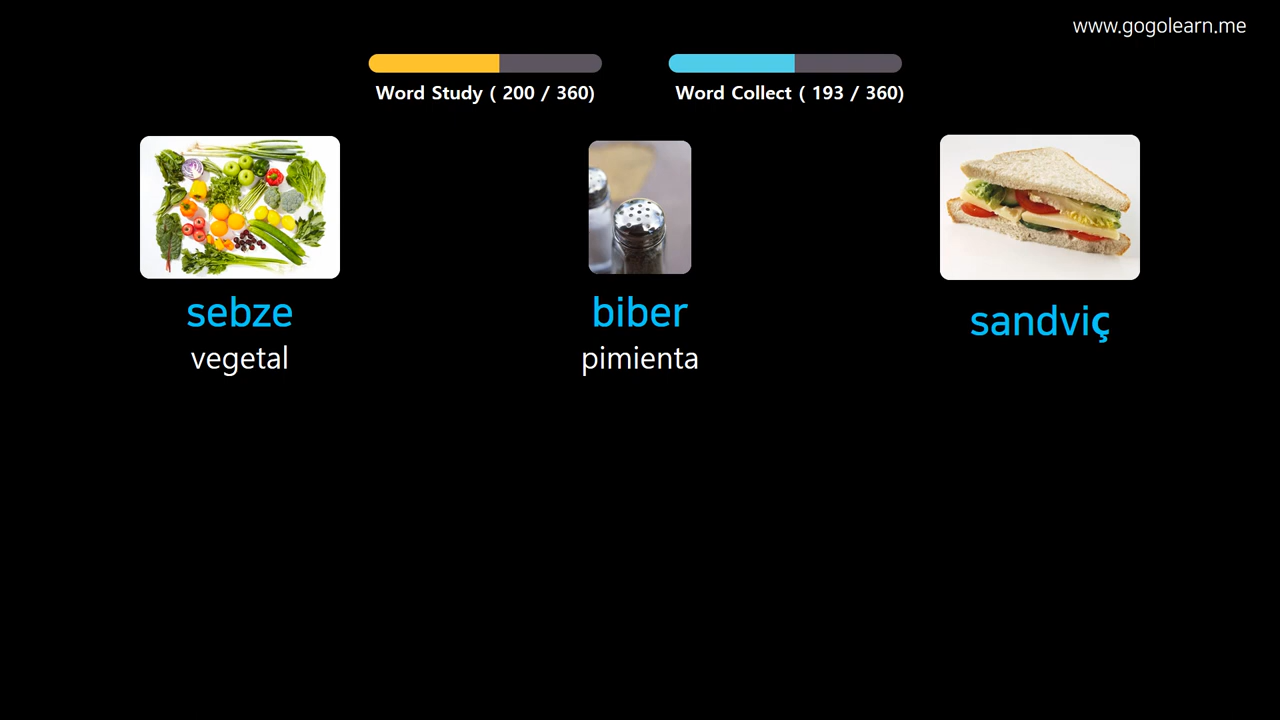 www.gogolearn.me
Word Study ( 200 / 360)
Word Collect ( 193 / 360)
sebze
vegetal
biber
pimienta
sandviç